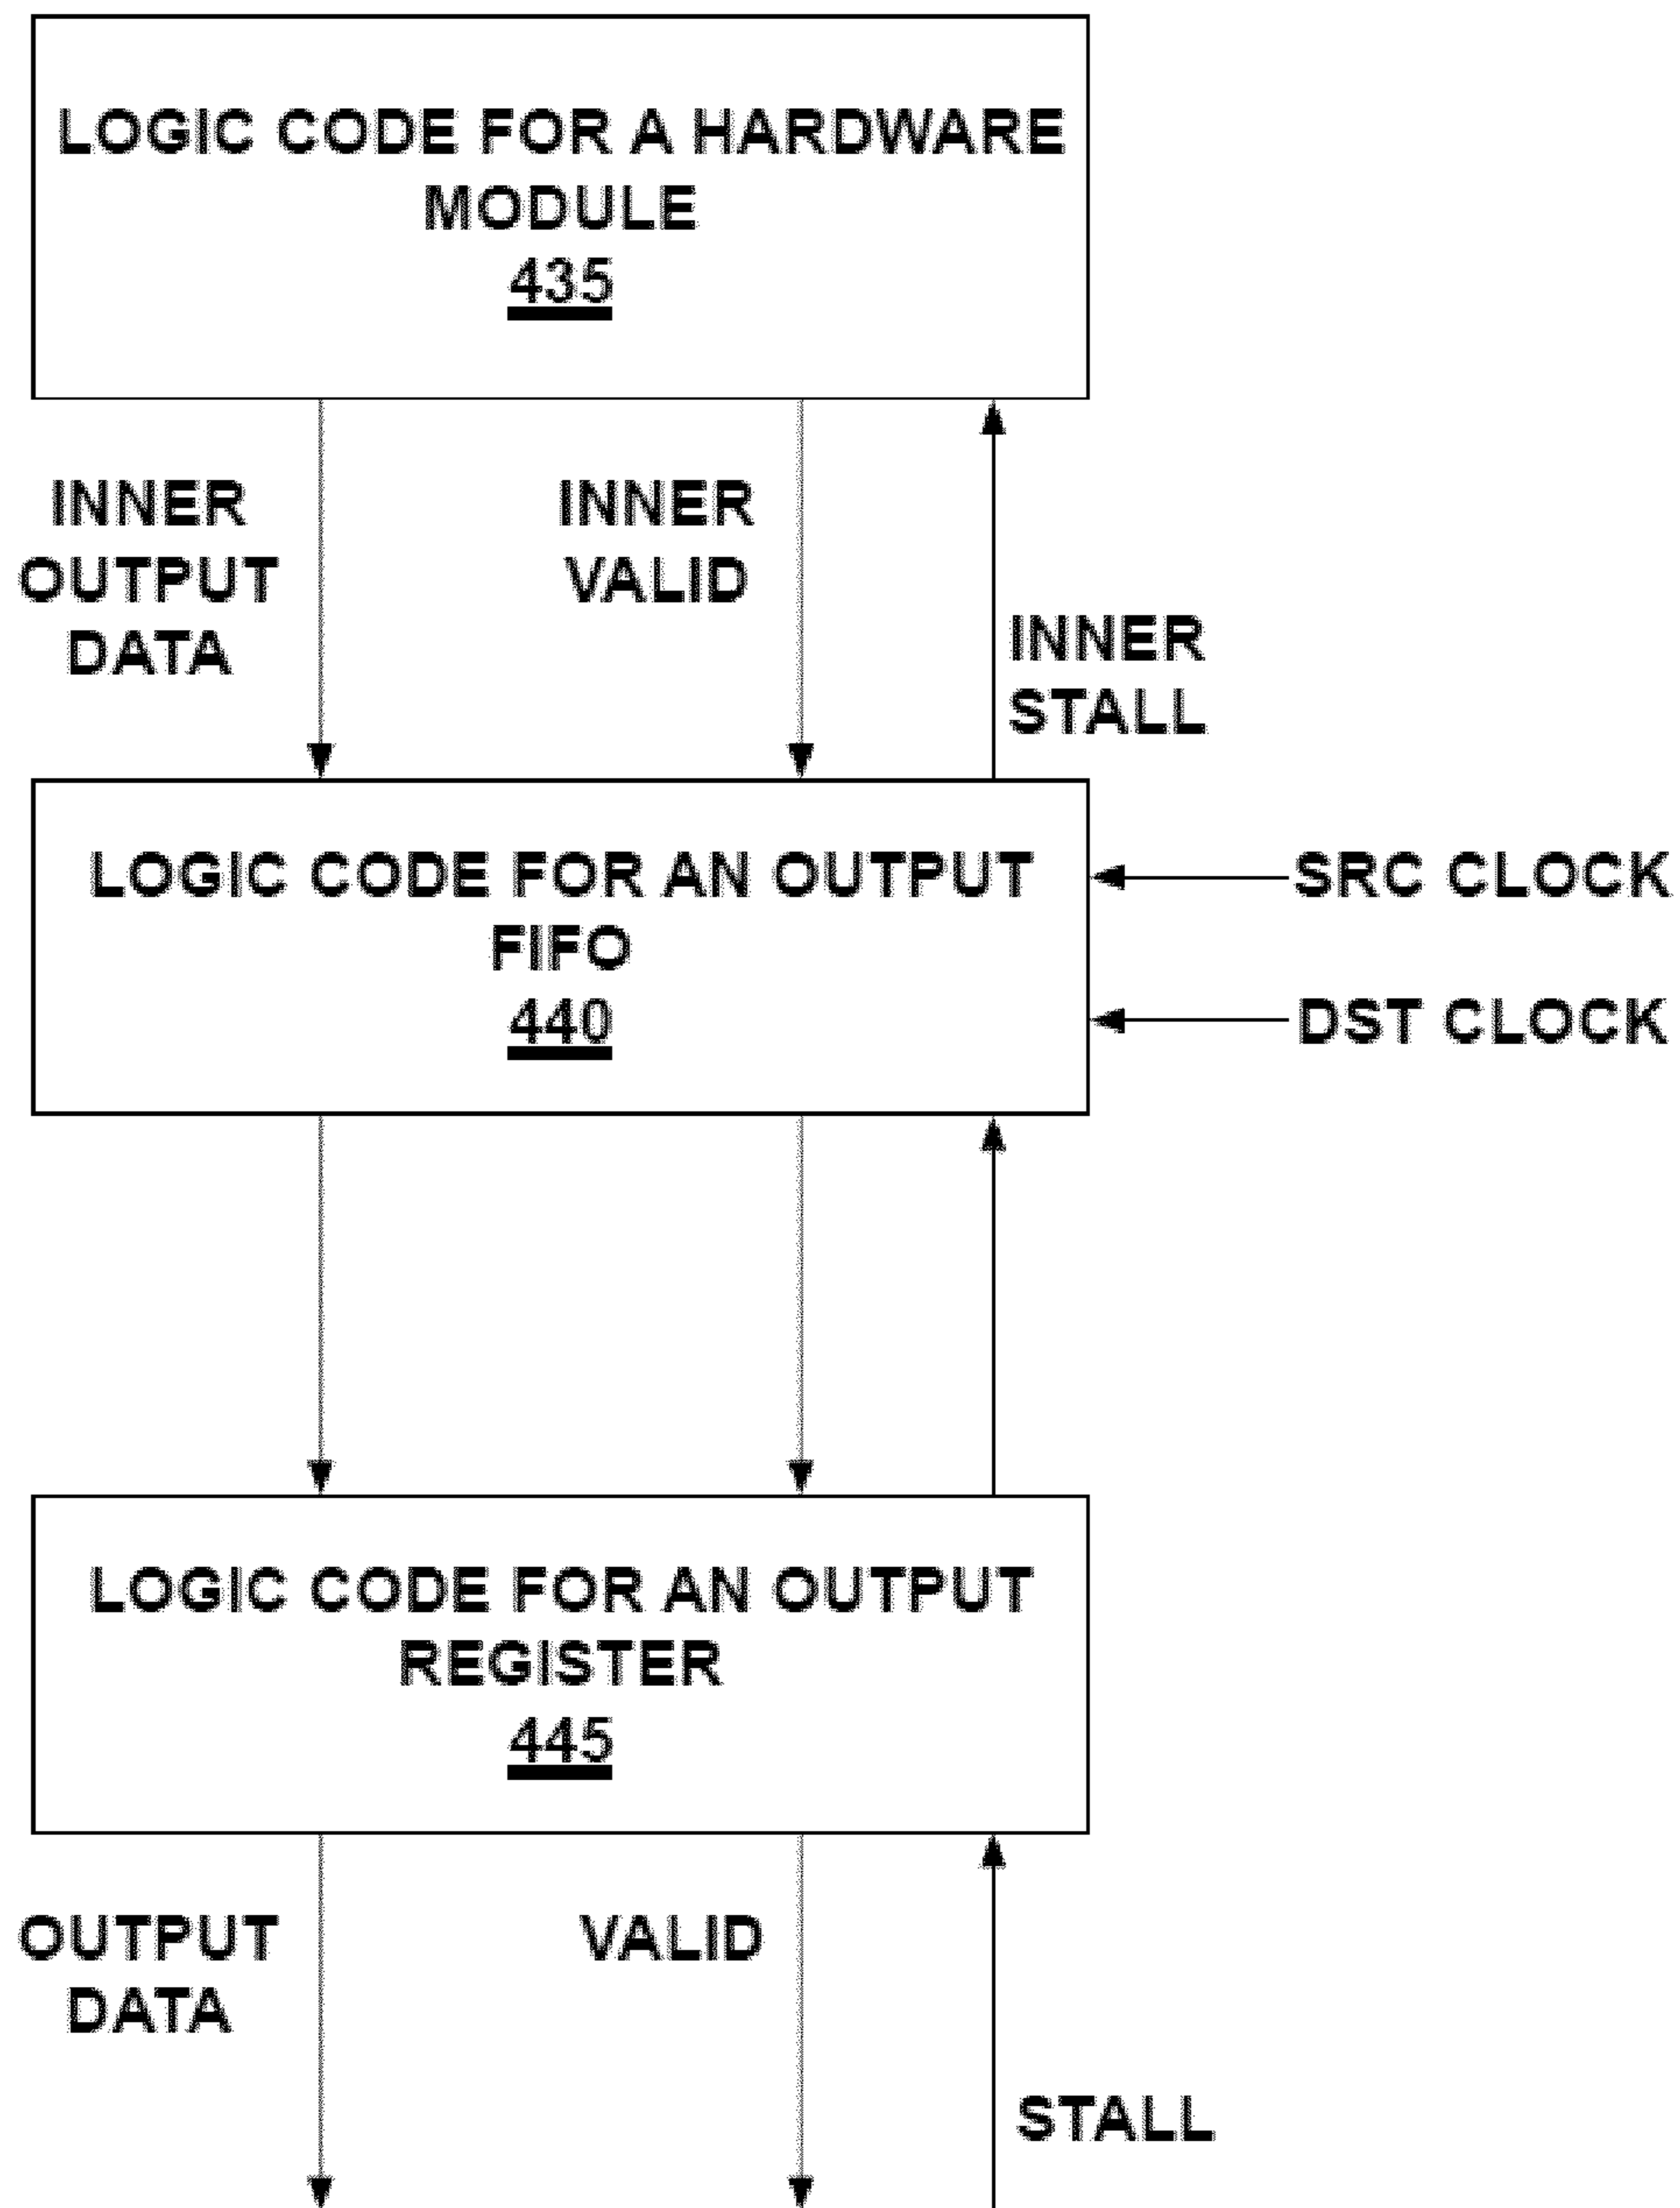 LOGIC CODE FOR A HARDWARE
MODULE
435
INNER
OUTPUT
DATA
INNER
VALID
INNER
STALL
LOGIC CODE FOR AN OUTPUT
FIFO
440
SRC CLOCK
DST CLOCK
LOGIC CODE FOR AN OUTPUT
REGISTER
445
OUTPUT
DATA
VALID
STALL